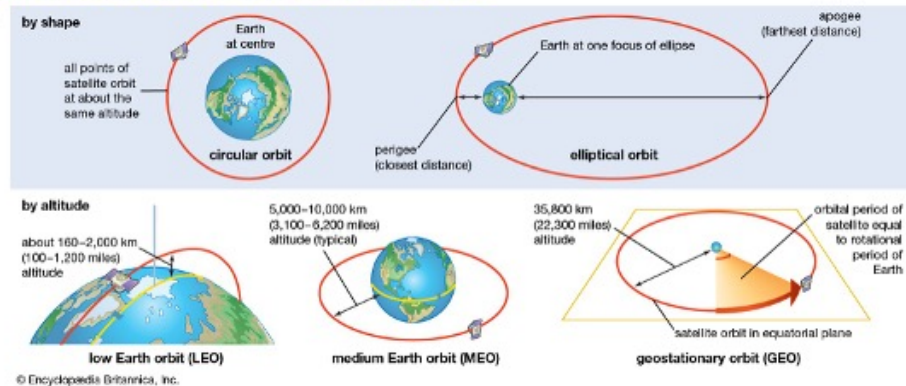 by shape
Earth
at centre
all points of
satellite orbit
at about the
same altitude
circular orbit
apogee
(farthest distance)
Earth at one focus of ellipse
perigee
(closest distance)
elliptical orbit
by altitude
about 160–2,000 km
(100–1,200 miles)
altitude
low Earth orbit (LEO)
5,000–10,000 km
(3,100–6,200 miles)
altitude (typical)
medium Earth orbit (MEO)
35,800 km
(22,300 miles)
altitude
orbital period of
satellite equal
to rotational
period of
Earth
satellite orbit in equatorial plane
geostationary orbit (GEO)
© Encyclopædia Britannica, Inc.